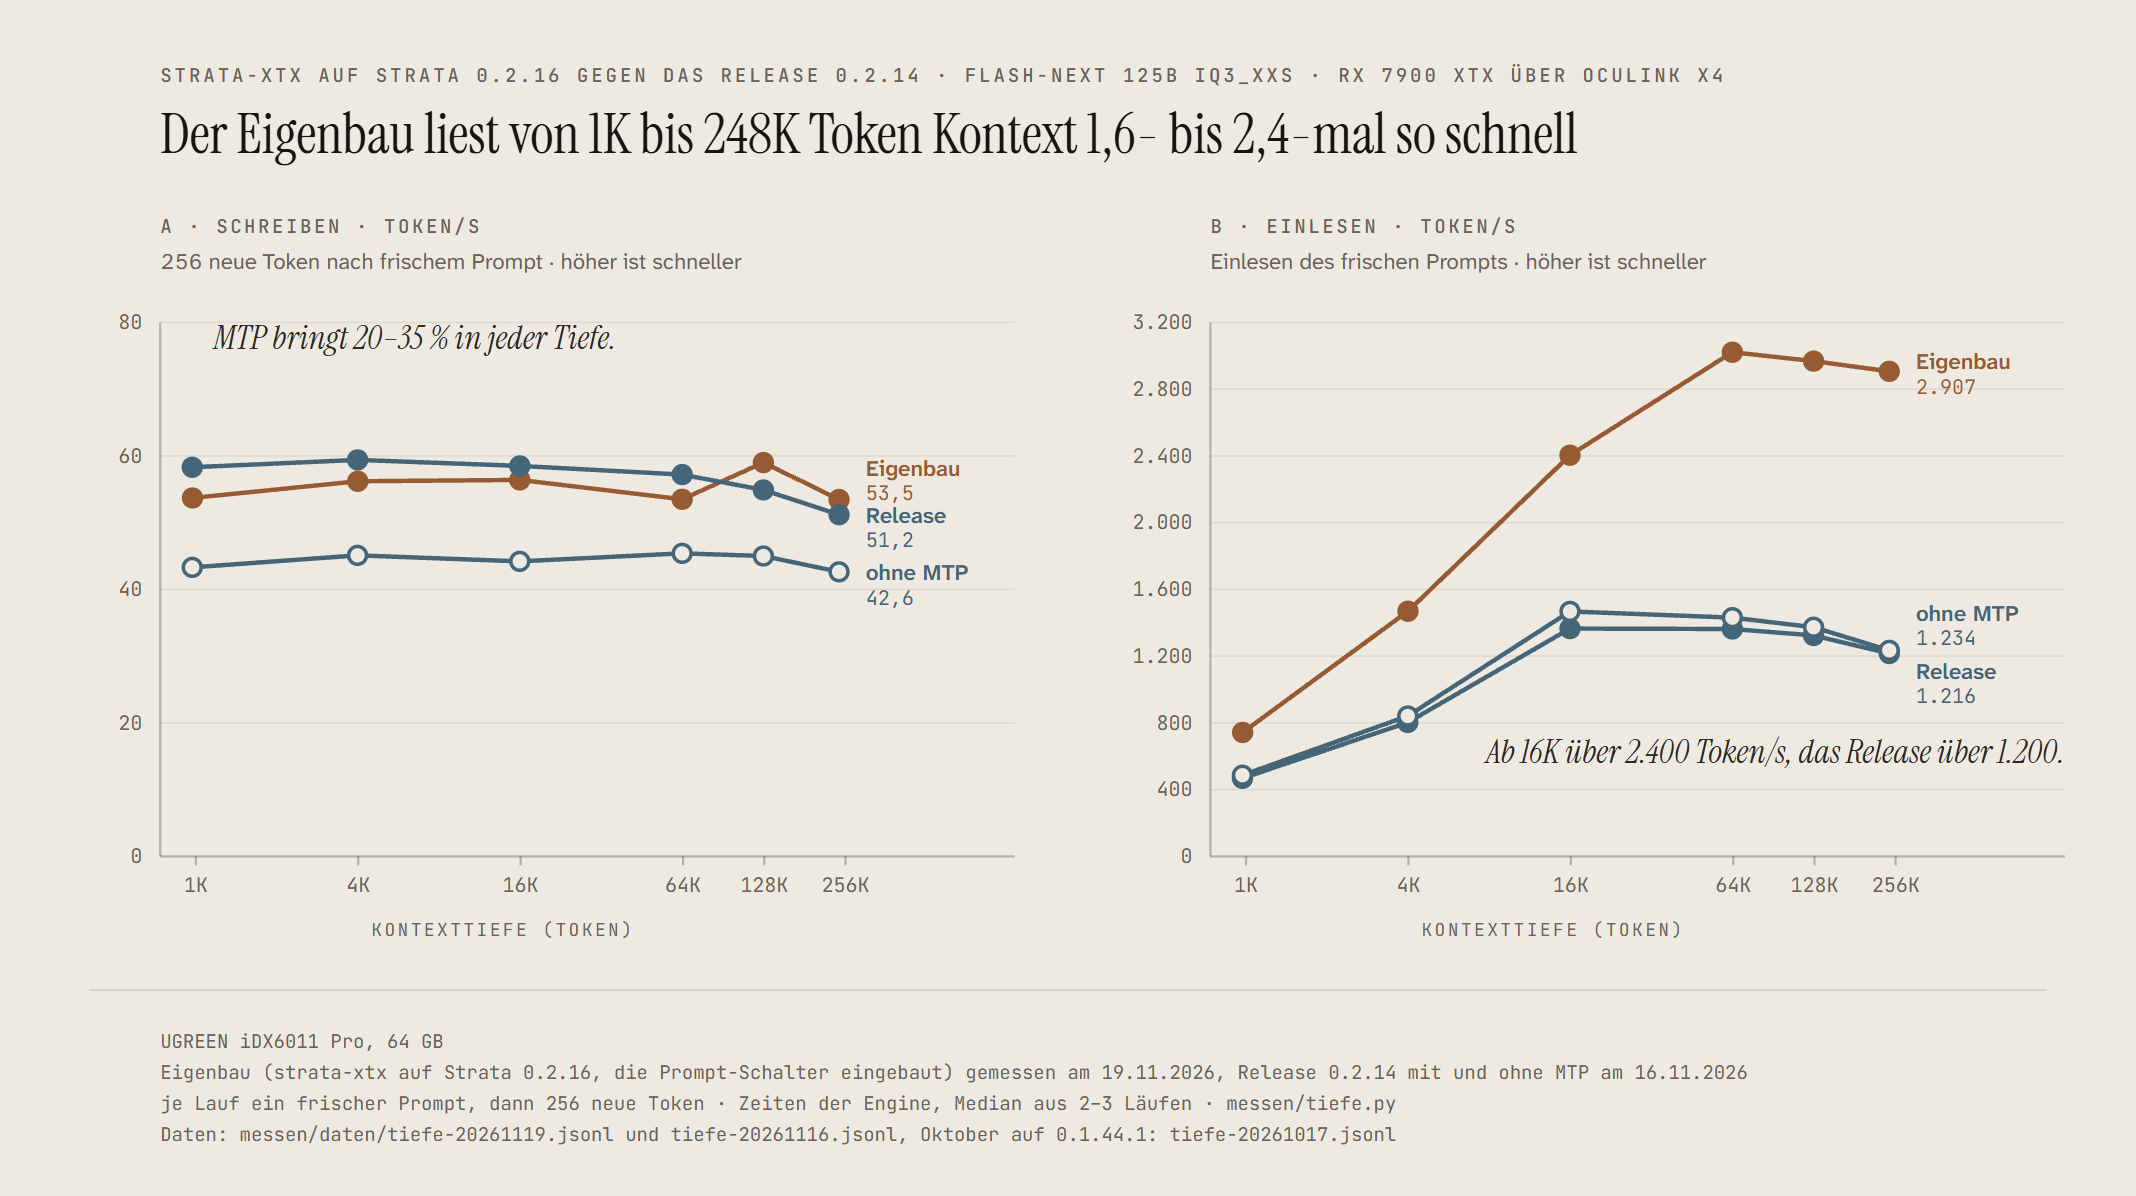 STRATA-XTX AUF STRATA 0.2.16 GEGEN DAS RELEASE 0.2.14 · FLASH-NEXT 125B IQ3_XXS · RX 7900 XTX ÜBER OCULINK X4
Der Eigenbau liest von 1K bis 248K Token Kontext 1,6- bis 2,4-mal so schnell
A · SCHREIBEN · TOKEN/S
256 neue Token nach frischem Prompt · höher ist schneller
80
MTP bringt 20–35 % in jeder Tiefe.
60
Eigenbau
53,5
Release
51,2
ohne MTP
42,6
40
20
0
1K 4K 16K 64K 128K 256K
KONTEXTTIEFE (TOKEN)
B · EINLESEN · TOKEN/S
Einlesen des frischen Prompts · höher ist schneller
3.200
Eigenbau
2.907
2.800
2.400
2.000
1.600
ohne MTP
1.234
1.200
Release
1.216
800
Ab 16K über 2.400 Token/s, das Release über 1.200.
400
0
1K 4K 16K 64K 128K 256K
KONTEXTTIEFE (TOKEN)
UGREEN iDX6011 Pro, 64 GB
Eigenbau (strata-xtx auf Strata 0.2.16, die Prompt-Schalter eingebaut) gemessen am 19.11.2026, Release 0.2.14 mit und ohne MTP am 16.11.2026
je Lauf ein frischer Prompt, dann 256 neue Token · Zeiten der Engine, Median aus 2–3 Läufen · messen/tiefe.py
Daten: messen/daten/tiefe-20261119.jsonl und tiefe-20261116.jsonl, Oktober auf 0.1.44.1: tiefe-20261017.jsonl